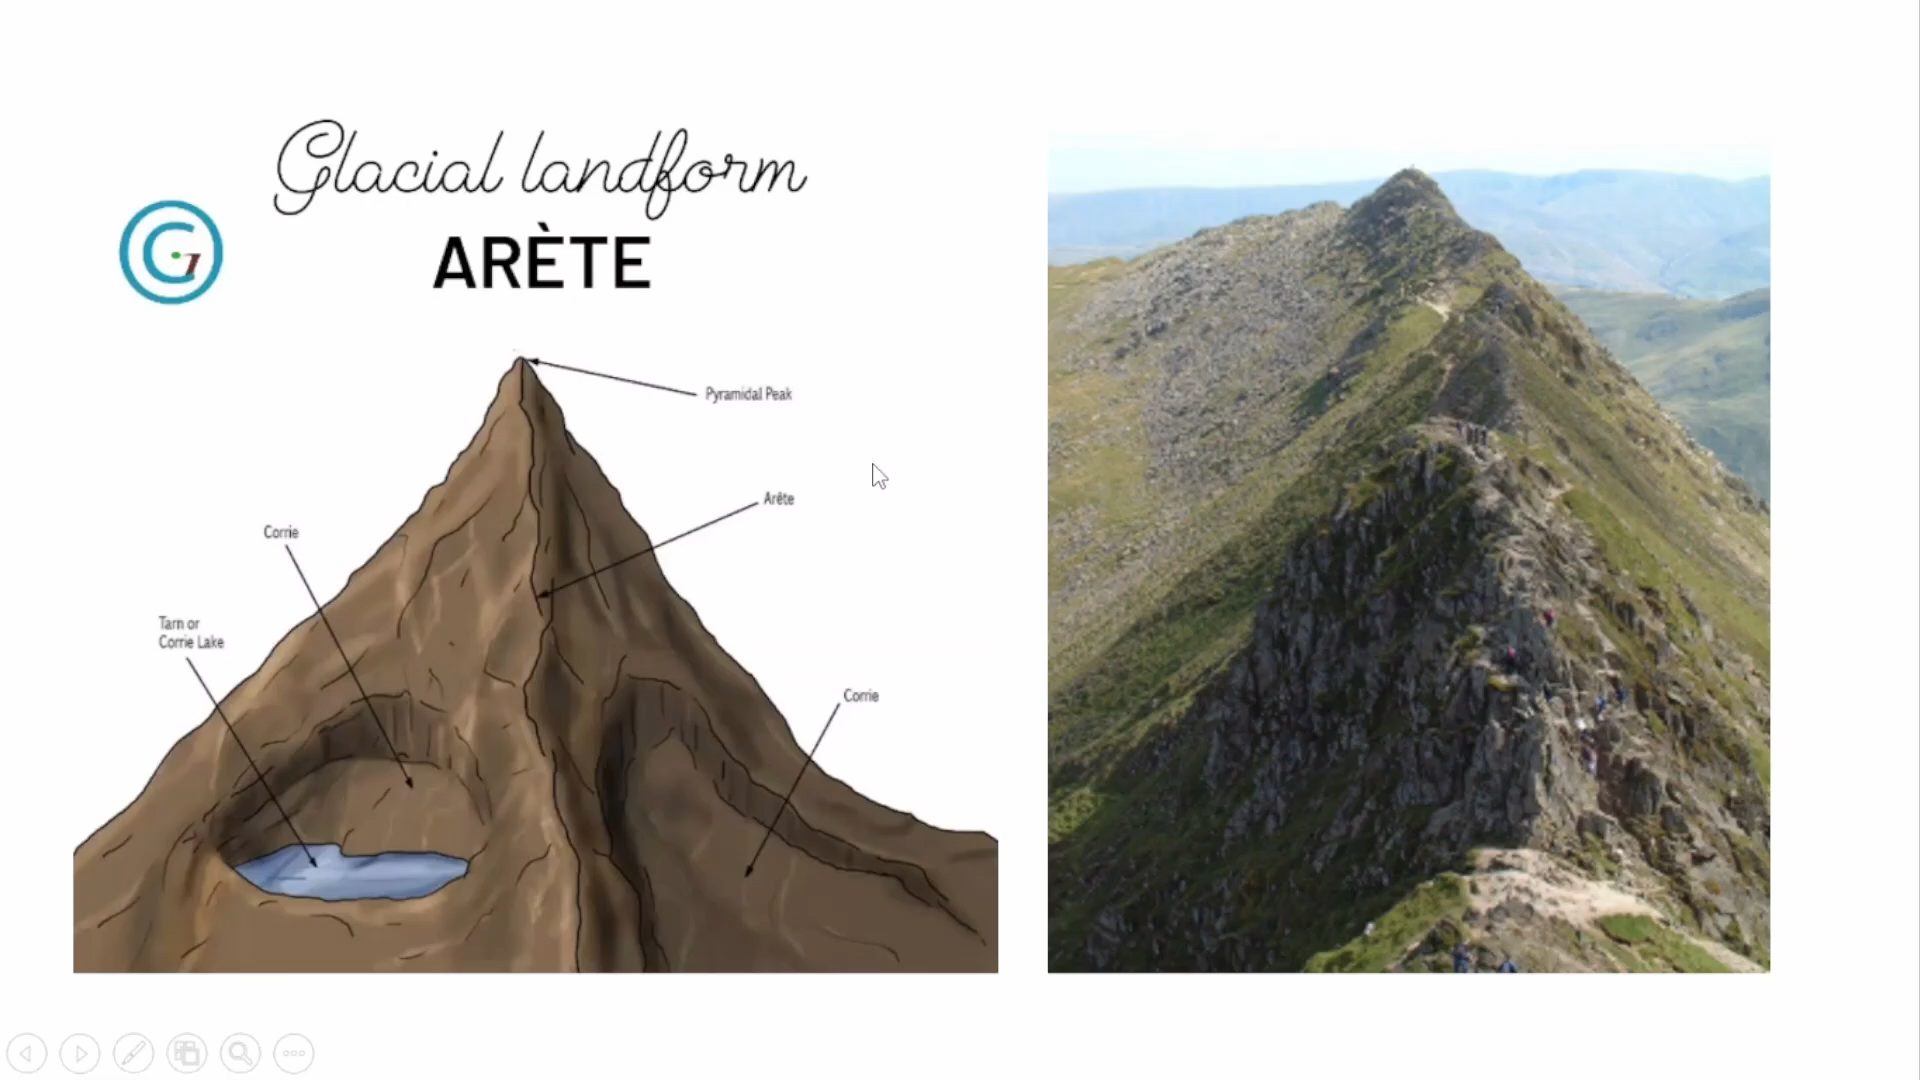 Glacial landform
ARÈTE
Pyramidal Peak
Arête
Corrie
Tarn or
Corrie Lake
Corrie